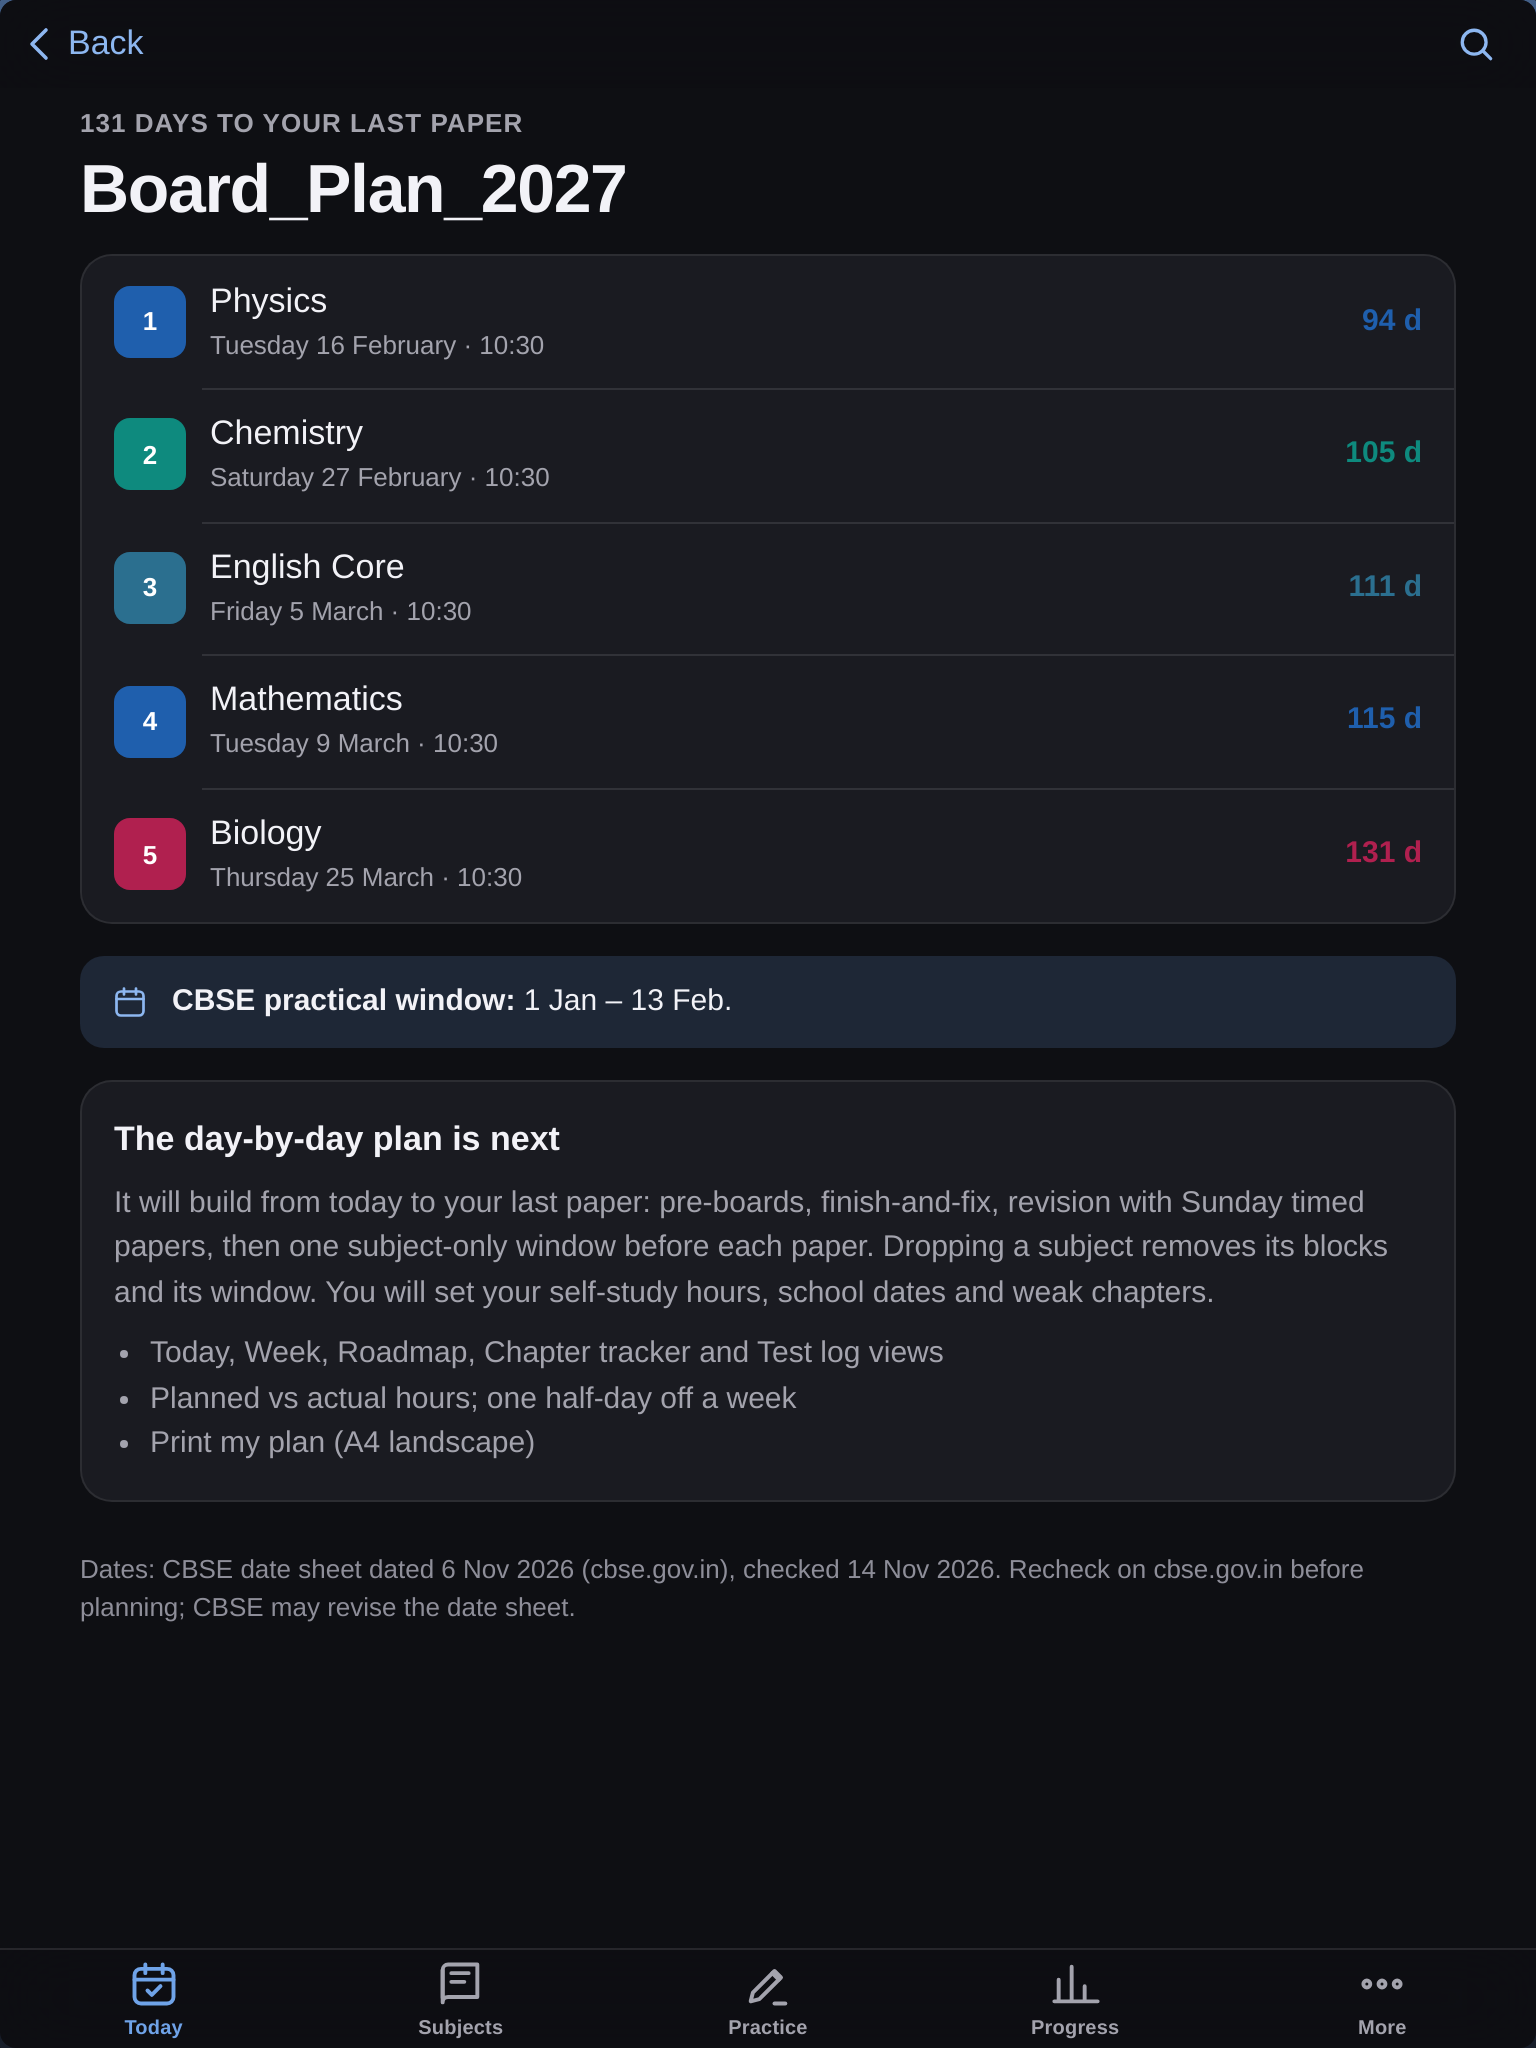 Back
131 DAYS TO YOUR LAST PAPER
Board_Plan_2027
1
Physics
Tuesday 16 February · 10:30
94 d
2
Chemistry
Saturday 27 February · 10:30
105 d
3
English Core
Friday 5 March · 10:30
111 d
4
Mathematics
Tuesday 9 March · 10:30
115 d
5
Biology
Thursday 25 March · 10:30
131 d
CBSE practical window: 1 Jan – 13 Feb.
The day-by-day plan is next
It will build from today to your last paper: pre-boards, finish-and-fix, revision with Sunday timed
papers, then one subject-only window before each paper. Dropping a subject removes its blocks
and its window. You will set your self-study hours, school dates and weak chapters.
• Today, Week, Roadmap, Chapter tracker and Test log views
• Planned vs actual hours; one half-day off a week
• Print my plan (A4 landscape)
Dates: CBSE date sheet dated 6 Nov 2026 (cbse.gov.in), checked 14 Nov 2026. Recheck on cbse.gov.in before
planning; CBSE may revise the date sheet.
Today
Subjects
Practice
Progress
More